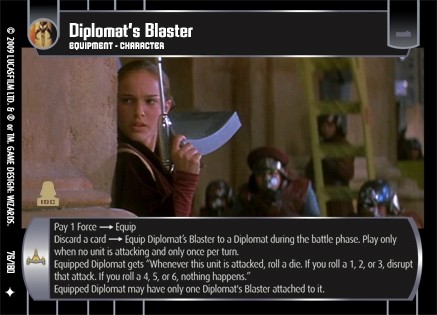 Diplomat's Blaster
EQUIPMENT - CHARACTER
© 2009 LUCASFILM LTD. & ® or TM. GAME DESIGN: WIZARDS.
76/180
IDC
Pay 1 Force → Equip
Discard a card → Equip Diplomat's Blaster to a Diplomat during the battle phase. Play only
when no unit is attacking and only once per turn.
Equipped Diplomat gets "Whenever this unit is attacked, roll a die. If you roll a 1, 2, or 3, disrupt
that attack. If you roll a 4, 5, or 6, nothing happens."
Equipped Diplomat may have only one Diplomat's Blaster attached to it.